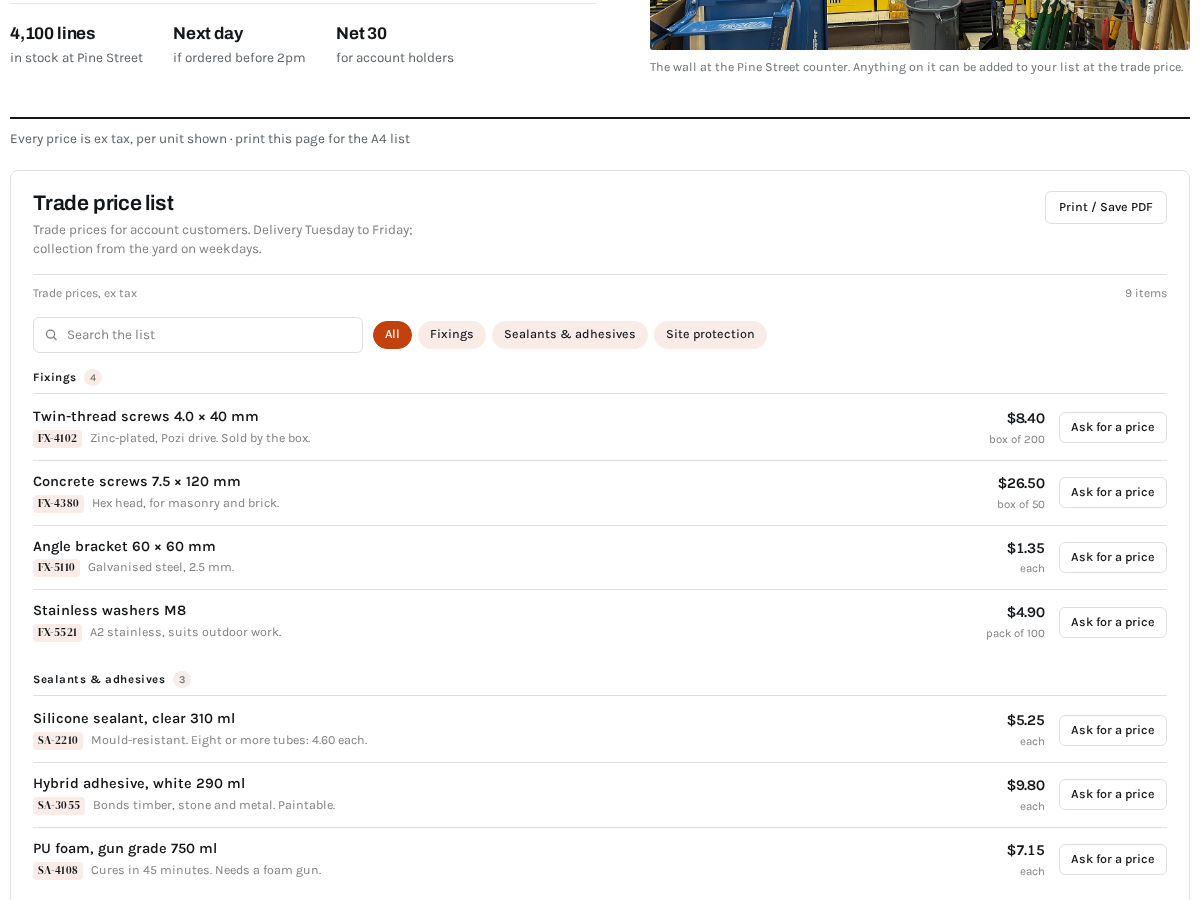 4,100 lines
in stock at Pine Street
Next day
if ordered before 2pm
Net 30
for account holders
The wall at the Pine Street counter. Anything on it can be added to your list at the trade price.
Every price is ex tax, per unit shown · print this page for the A4 list
Trade price list
Trade prices for account customers. Delivery Tuesday to Friday;
collection from the yard on weekdays.
Print / Save PDF
Trade prices, ex tax
9 items
Search the list
All
Fixings
Sealants & adhesives
Site protection
Fixings 4
Twin-thread screws 4.0 × 40 mm
FX-4102 Zinc-plated, Pozi drive. Sold by the box.
$8.40
box of 200
Ask for a price
Concrete screws 7.5 × 120 mm
FX-4380 Hex head, for masonry and brick.
$26.50
box of 50
Ask for a price
Angle bracket 60 × 60 mm
FX-5110 Galvanised steel, 2.5 mm.
$1.35
each
Ask for a price
Stainless washers M8
FX-5521 A2 stainless, suits outdoor work.
$4.90
pack of 100
Ask for a price
Sealants & adhesives 3
Silicone sealant, clear 310 ml
SA-2210 Mould-resistant. Eight or more tubes: 4.60 each.
$5.25
each
Ask for a price
Hybrid adhesive, white 290 ml
SA-3055 Bonds timber, stone and metal. Paintable.
$9.80
each
Ask for a price
PU foam, gun grade 750 ml
SA-4108 Cures in 45 minutes. Needs a foam gun.
$7.15
each
Ask for a price